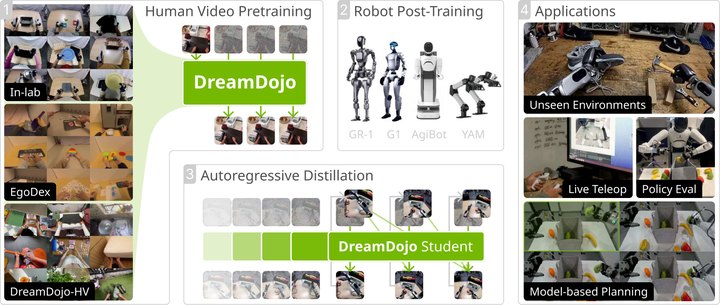 1
Human Video Pretraining
In-lab
EgoDex
DreamDojo-HV
DreamDojo
2
Robot Post-Training
GR-1
G1
AgiBot
YAM
3
Autoregressive Distillation
DreamDojo Student
4
Applications
Unseen Environments
Live Teleop
Policy Eval
Model-based Planning